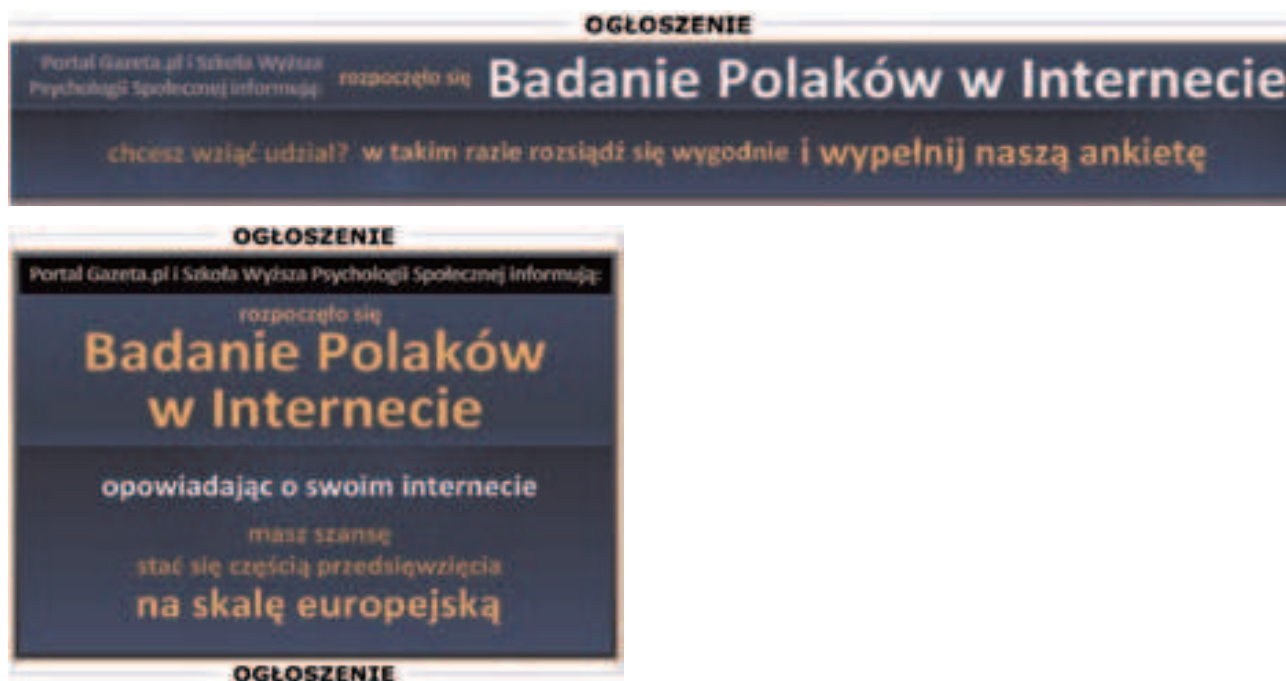 OGŁOSZENIE
Portal Gazeta.pl i Szkoła Wyższa
Psychologii Społecznej informują:
rozpoczęło się
Badanie Polaków w Internecie
chcesz wziąć udział? w takim razie rozsiądź się wygodnie i wypełnij naszą ankietę
OGŁOSZENIE
Portal Gazeta.pl i Szkoła Wyższa Psychologii Społecznej informują:
rozpoczęło się
Badanie Polaków
w Internecie
opowiadając o swoim internecie
masz szansę
stać się częścią przedsięwzięcia
na skalę europejską
OGŁOSZENIE